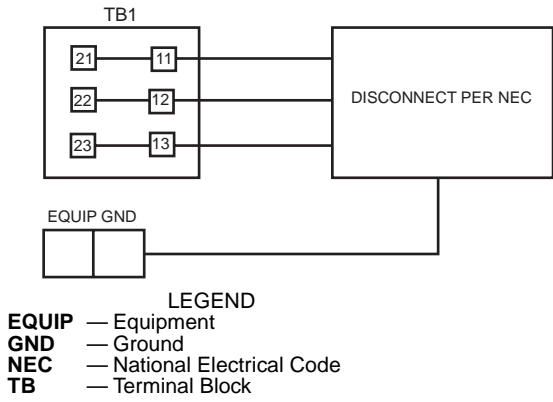 TB1
21 11
22 12
DISCONNECT PER NEC
23 13
EQUIP GND
LEGEND
EQUIP — Equipment
GND — Ground
NEC — National Electrical Code
TB — Terminal Block